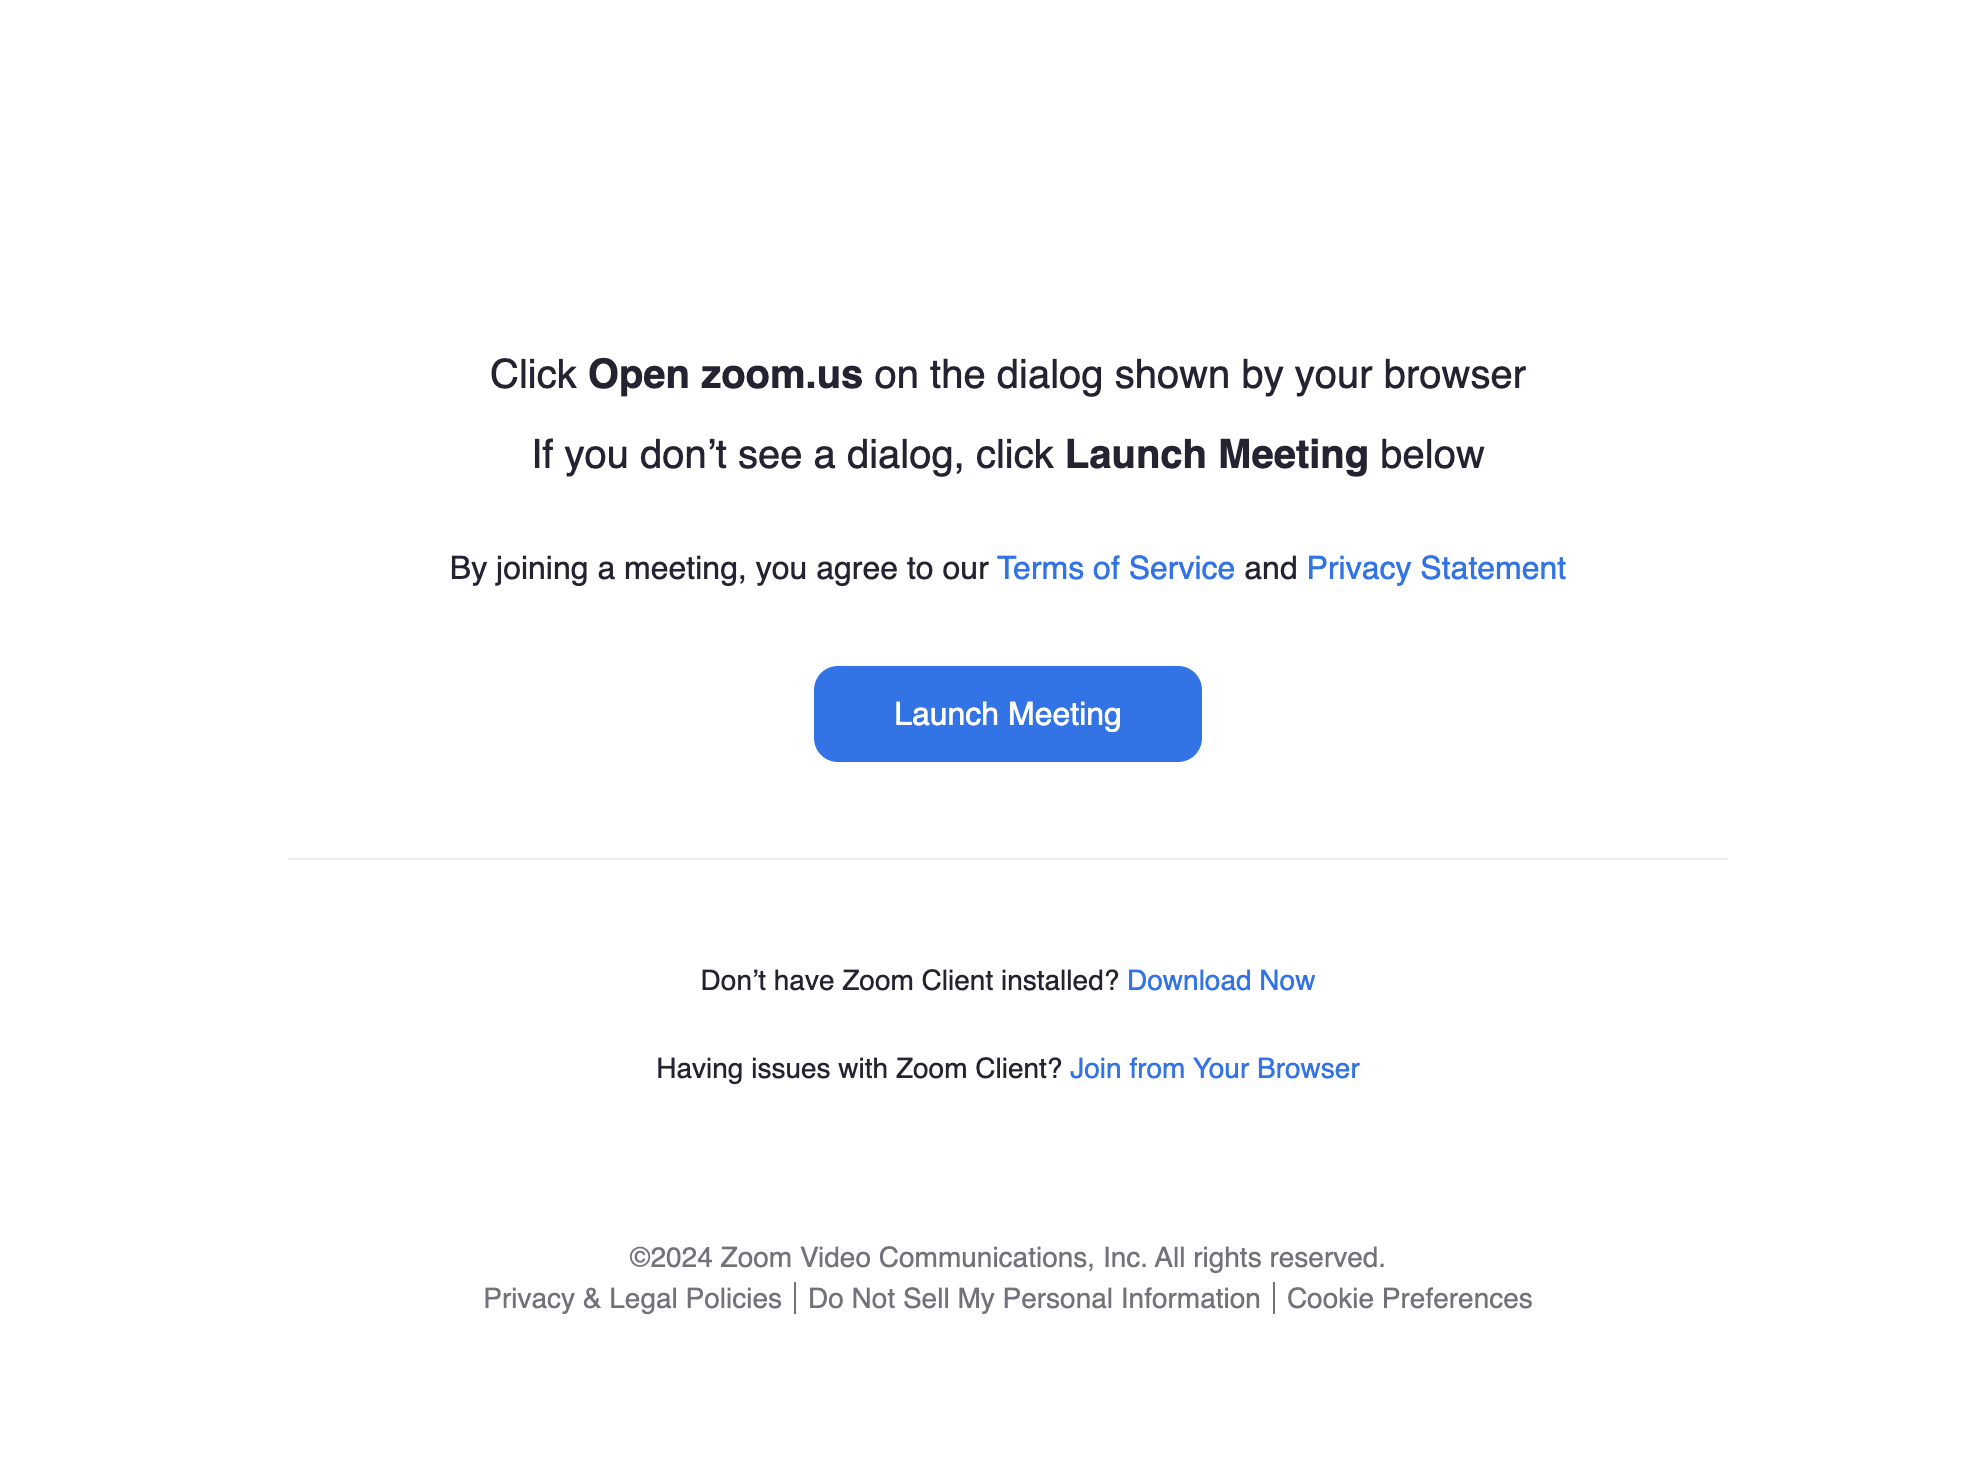 Click Open zoom.us on the dialog shown by your browser
If you don’t see a dialog, click Launch Meeting below
By joining a meeting, you agree to our Terms of Service and Privacy Statement
Launch Meeting
Don’t have Zoom Client installed? Download Now
Having issues with Zoom Client? Join from Your Browser
©2024 Zoom Video Communications, Inc. All rights reserved.
Privacy & Legal Policies | Do Not Sell My Personal Information | Cookie Preferences